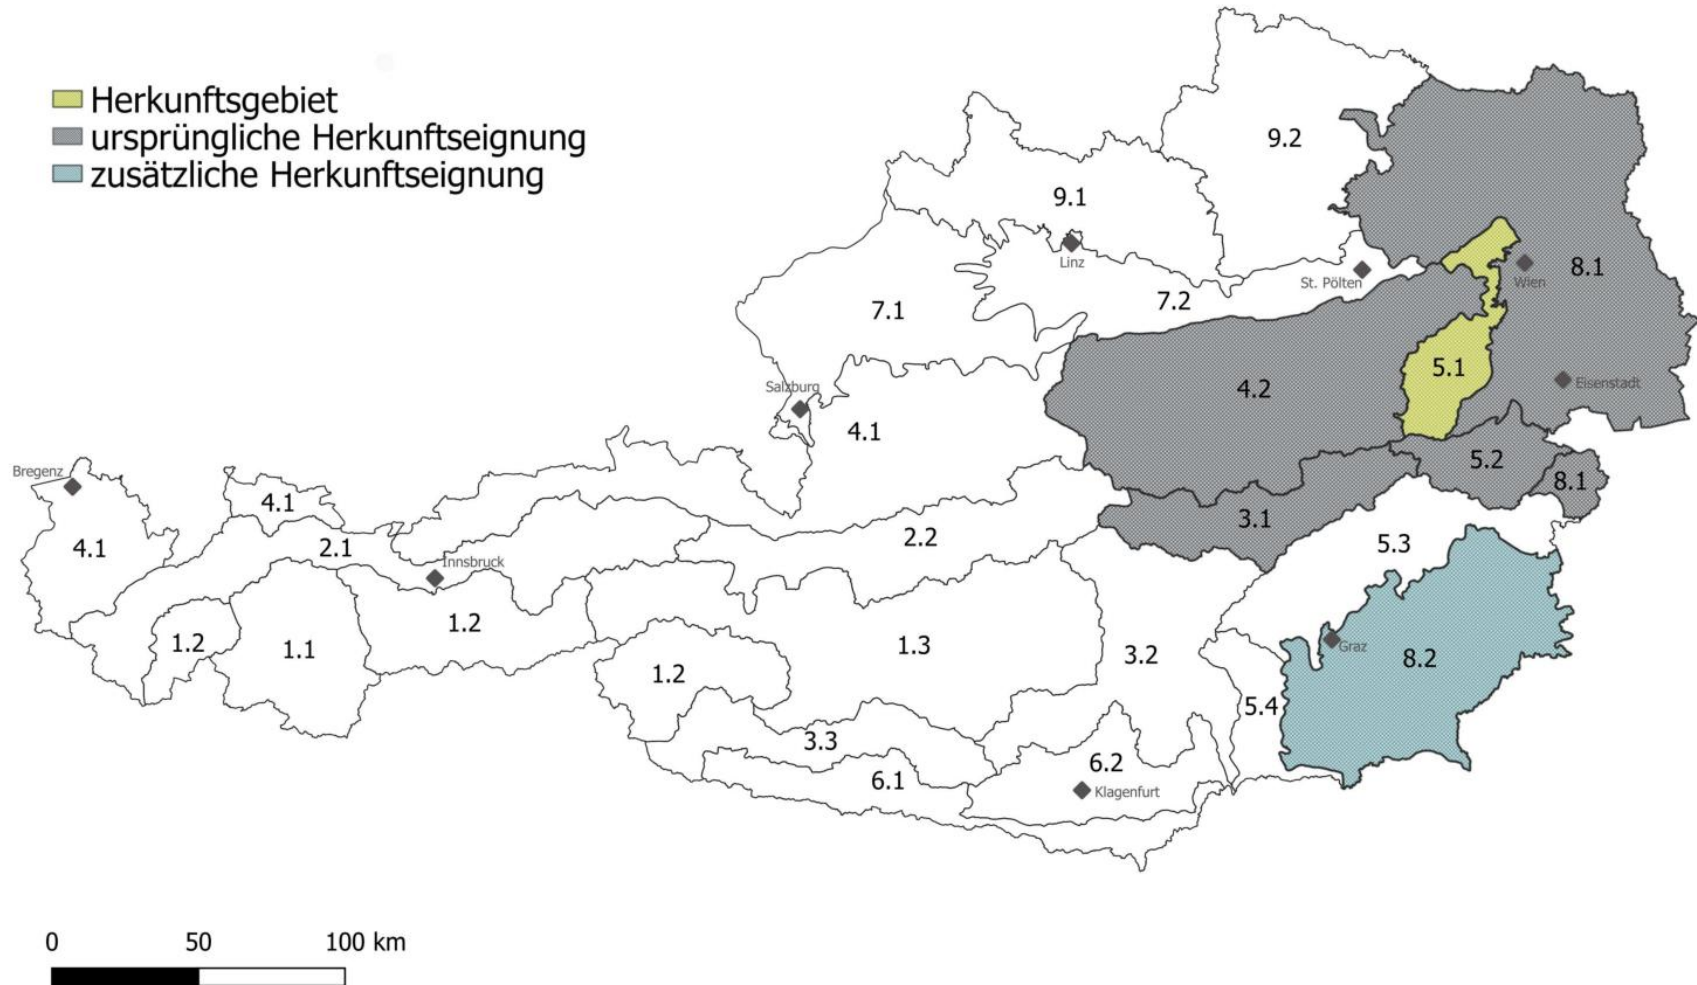 Herkunftsgebiet
ursprüngliche Herkunftseignung
zusätzliche Herkunftseignung
9.2
9.1
Linz
St. Pölten
Wien
8.1
7.2
7.1
5.1
Salzburg
4.2
Eisenstadt
4.1
5.2
Bregenz
8.1
4.1
3.1
2.2
5.3
4.1
2.1
Innsbruck
1.2
1.2
1.1
1.3
3.2
Graz
8.2
1.2
5.4
3.3
6.2
6.1
Klagenfurt
0 50 100 km